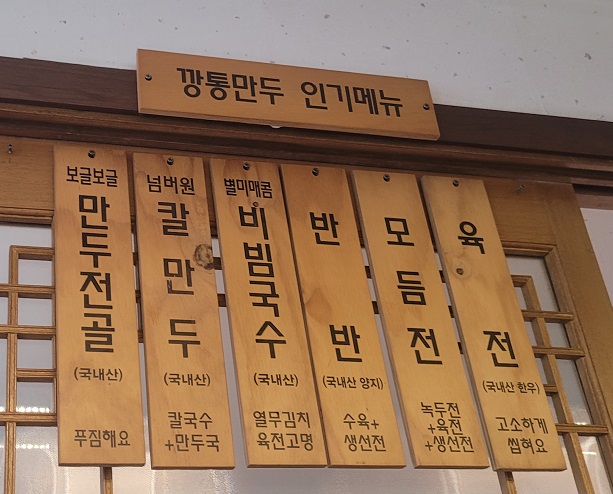 깡통만두 인기메뉴
보글보글
만두전골
(국내산)
푸짐해요
넘버원
칼만두
(국내산)
칼국수
+만두국
별미매콤
비빔국수
(국내산)
열무김치
육전고명
반반
(국내산 양지)
수육+
생선전
모듬전
녹두전
+육전
+생선전
육전
(국내산 한우)
고소하게
씹혀요